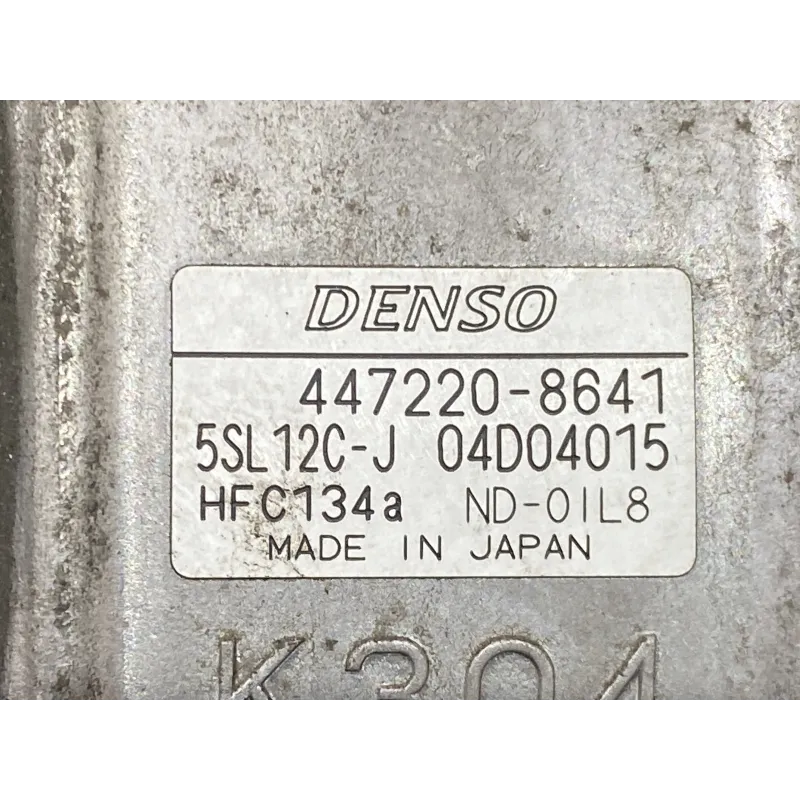 DENSO
447220-8641
5SL12C-J 04D04015
HFC134a ND-OIL8
MADE IN JAPAN
K304